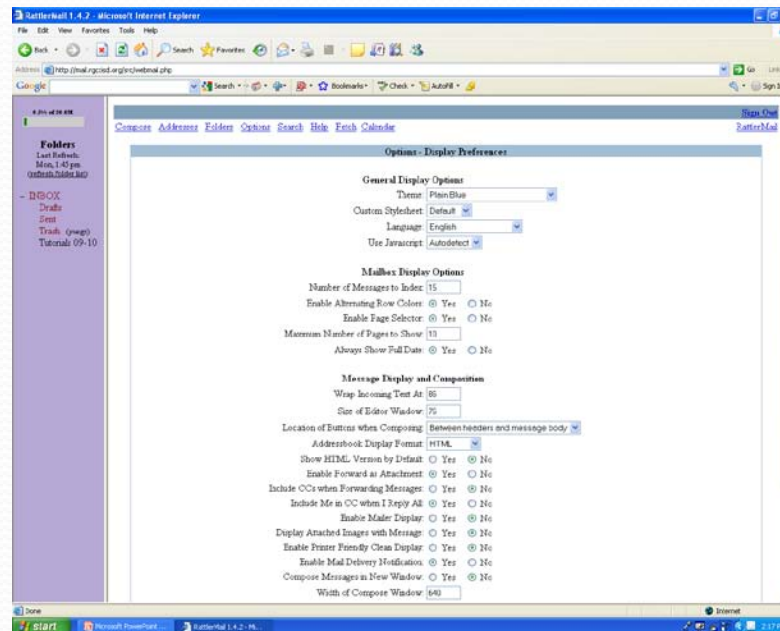 RattlerMail 1.4.2 - Microsoft Internet Explorer
File Edit View Favorites Tools Help
Back Search Favorites
Address http://mail.rgccisd.org/src/webmail.php Go
Google Search Bookmarks Check AutoFill
Sign Out
Compose Addresses Folders Options Search Help Fetch Calendar RattlerMail
Folders
Last Refresh:
Mon, 1:45 pm
(refresh folder list)
- INBOX
Drafts
Sent
Trash (purge)
Tutorials 09-10
Options - Display Preferences
General Display Options
Theme: Plain Blue
Custom Stylesheet: Default
Language: English
Use Javascript: Autodetect
Mailbox Display Options
Number of Messages to Index: 15
Enable Alternating Row Colors: Yes No
Enable Page Selector: Yes No
Maximum Number of Pages to Show: 10
Always Show Full Date: Yes No
Message Display and Composition
Wrap Incoming Text At: 86
Size of Editor Window: 76
Location of Buttons when Composing: Between headers and message body
Addressbook Display Format: HTML
Show HTML Version by Default: Yes No
Enable Forward as Attachment: Yes No
Include CCs when Forwarding Messages: Yes No
Include Me in CC when I Reply All: Yes No
Enable Mailer Display: Yes No
Display Attached Images with Message: Yes No
Enable Printer Friendly Clean Display: Yes No
Enable Mail Delivery Notification: Yes No
Compose Messages in New Window: Yes No
Width of Compose Window: 640
Done Internet
start Microsoft PowerPoint ... RattlerMail 1.4.2 - Mi...